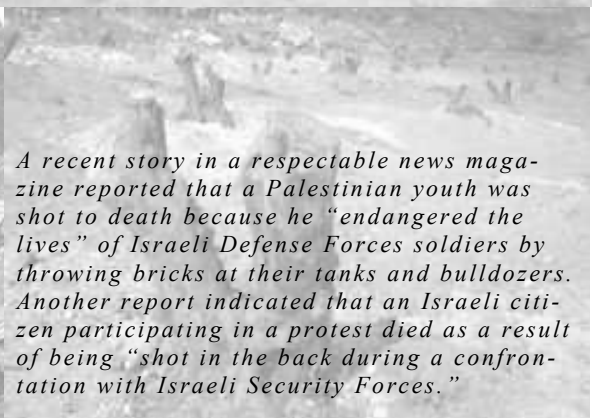 A recent story in a respectable news maga-
zine reported that a Palestinian youth was
shot to death because he “endangered the
lives” of Israeli Defense Forces soldiers by
throwing bricks at their tanks and bulldozers.
Another report indicated that an Israeli citi-
zen participating in a protest died as a result
of being “shot in the back during a confron-
tation with Israeli Security Forces.”